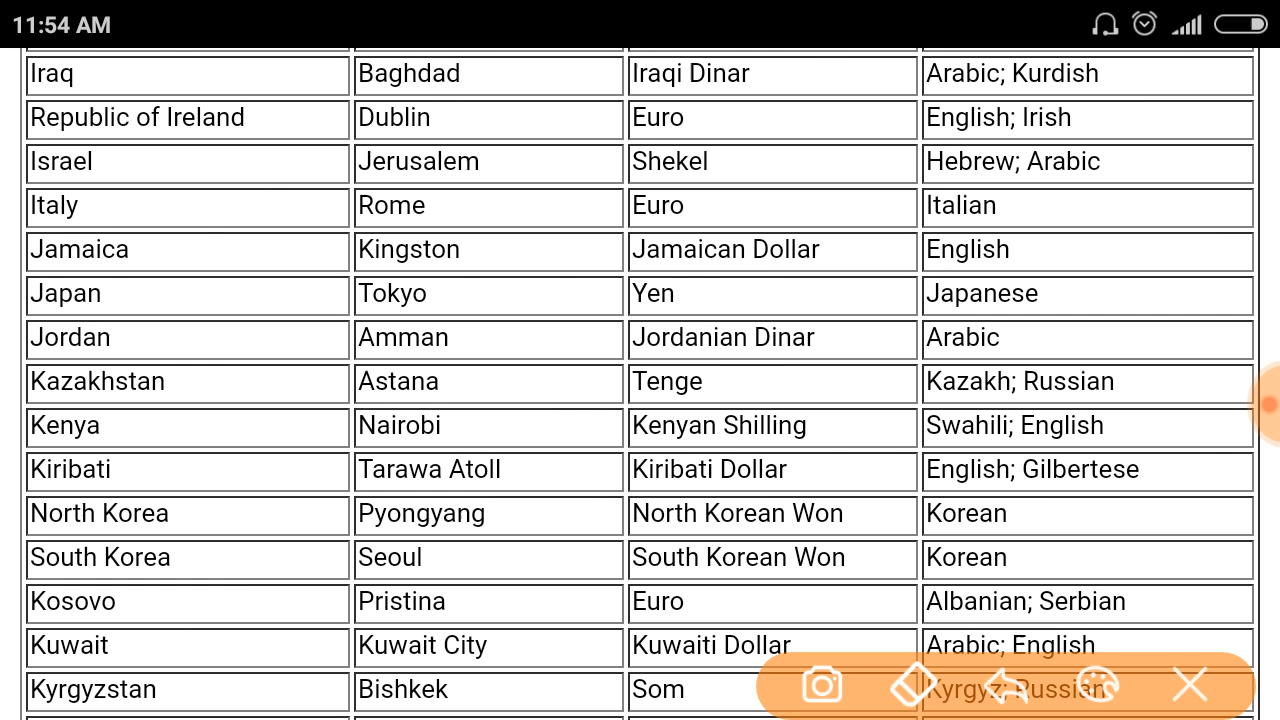 11:54 AM
Iraq Baghdad Iraqi Dinar Arabic; Kurdish
Republic of Ireland Dublin Euro English; Irish
Israel Jerusalem Shekel Hebrew; Arabic
Italy Rome Euro Italian
Jamaica Kingston Jamaican Dollar English
Japan Tokyo Yen Japanese
Jordan Amman Jordanian Dinar Arabic
Kazakhstan Astana Tenge Kazakh; Russian
Kenya Nairobi Kenyan Shilling Swahili; English
Kiribati Tarawa Atoll Kiribati Dollar English; Gilbertese
North Korea Pyongyang North Korean Won Korean
South Korea Seoul South Korean Won Korean
Kosovo Pristina Euro Albanian; Serbian
Kuwait Kuwait City Kuwaiti Dollar Arabic; English
Kyrgyzstan Bishkek Som Kyrgyz; Russian